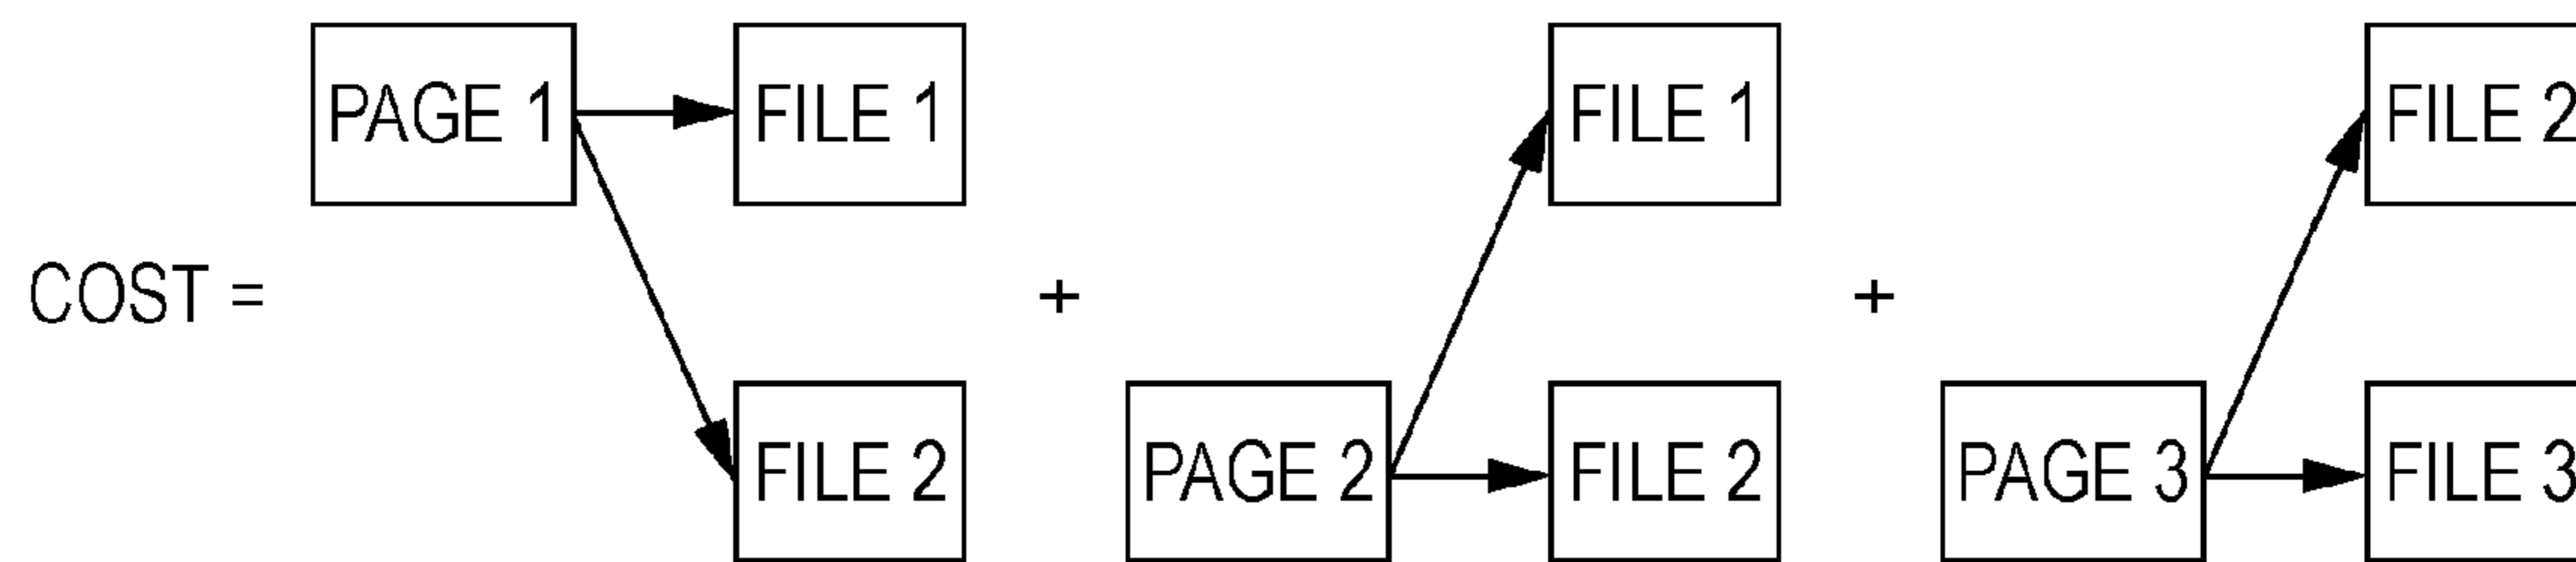 PAGE 1 FILE 1 FILE 1 FILE 2
COST = + +
FILE 2 PAGE 2 FILE 2 PAGE 3 FILE 3